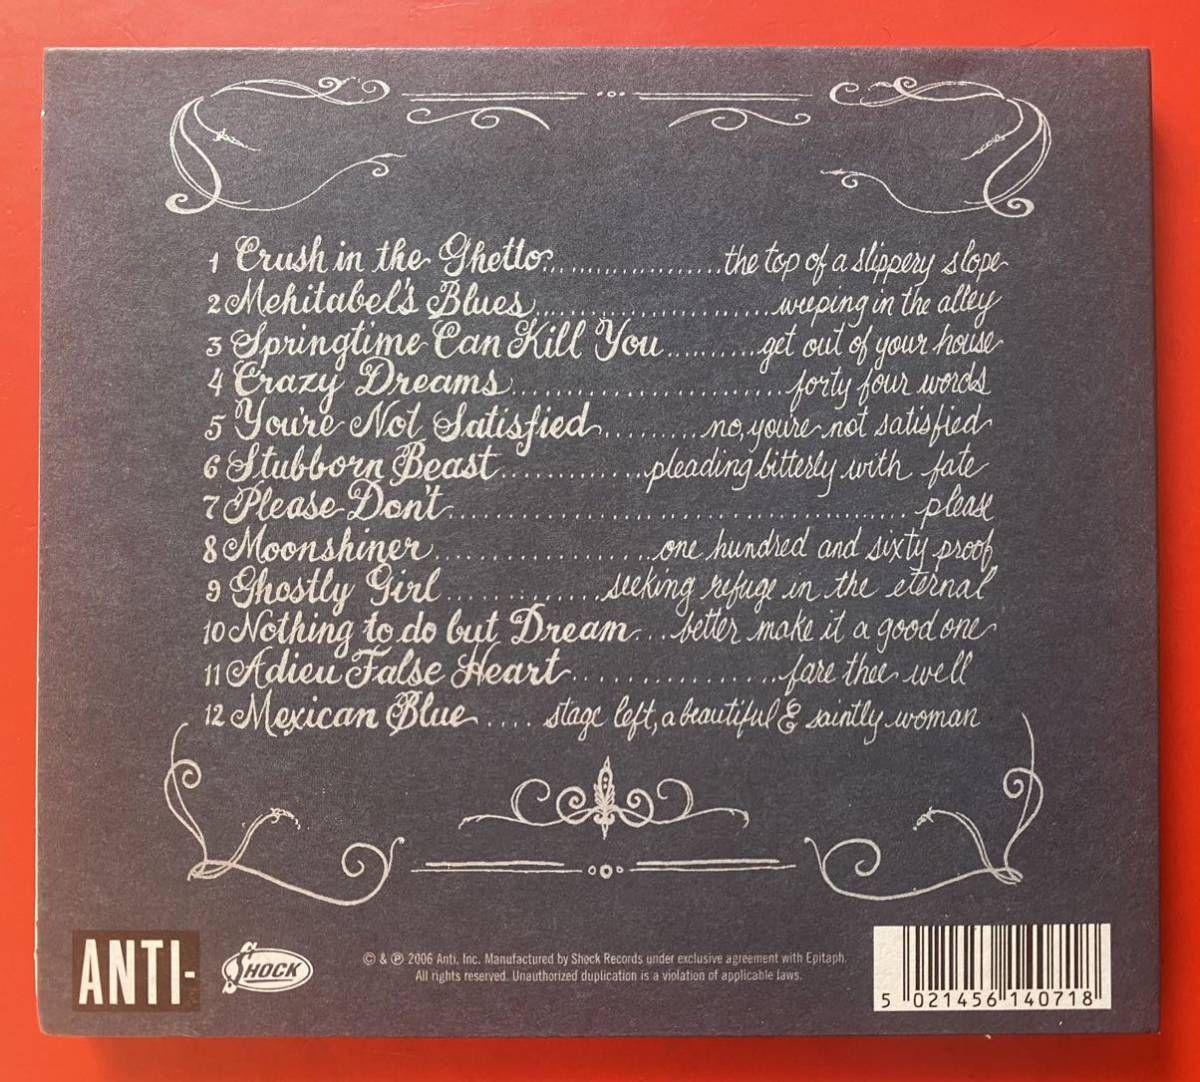 1 Crush in the Ghetto....................the top of a slippery slope
2 Mehitabel's Blues.........................weeping in the alley
3 Springtime Can Kill You..........get out of your house
4 Crazy Dreams.............................forty four words
5 You're Not Satisfied..........no, you're not satisfied
6 Stubborn Beast...............pleading bitterly with fate
7 Please Don't.................................................please
8 Moonshiner.......................one hundred and sixty proof
9 Ghostly Girl..............seeking refuge in the eternal
10 Nothing to do but Dream....better make it a good one
11 Adieu False Heart......................fare thee well
12 Mexican Blue.....stage left, a beautiful & saintly woman
ANTI-
SHOCK
© & ℗ 2006 Anti, Inc. Manufactured by Shock Records under exclusive agreement with Epitaph.
All rights reserved. Unauthorized duplication is a violation of applicable laws.
5 021456 140718